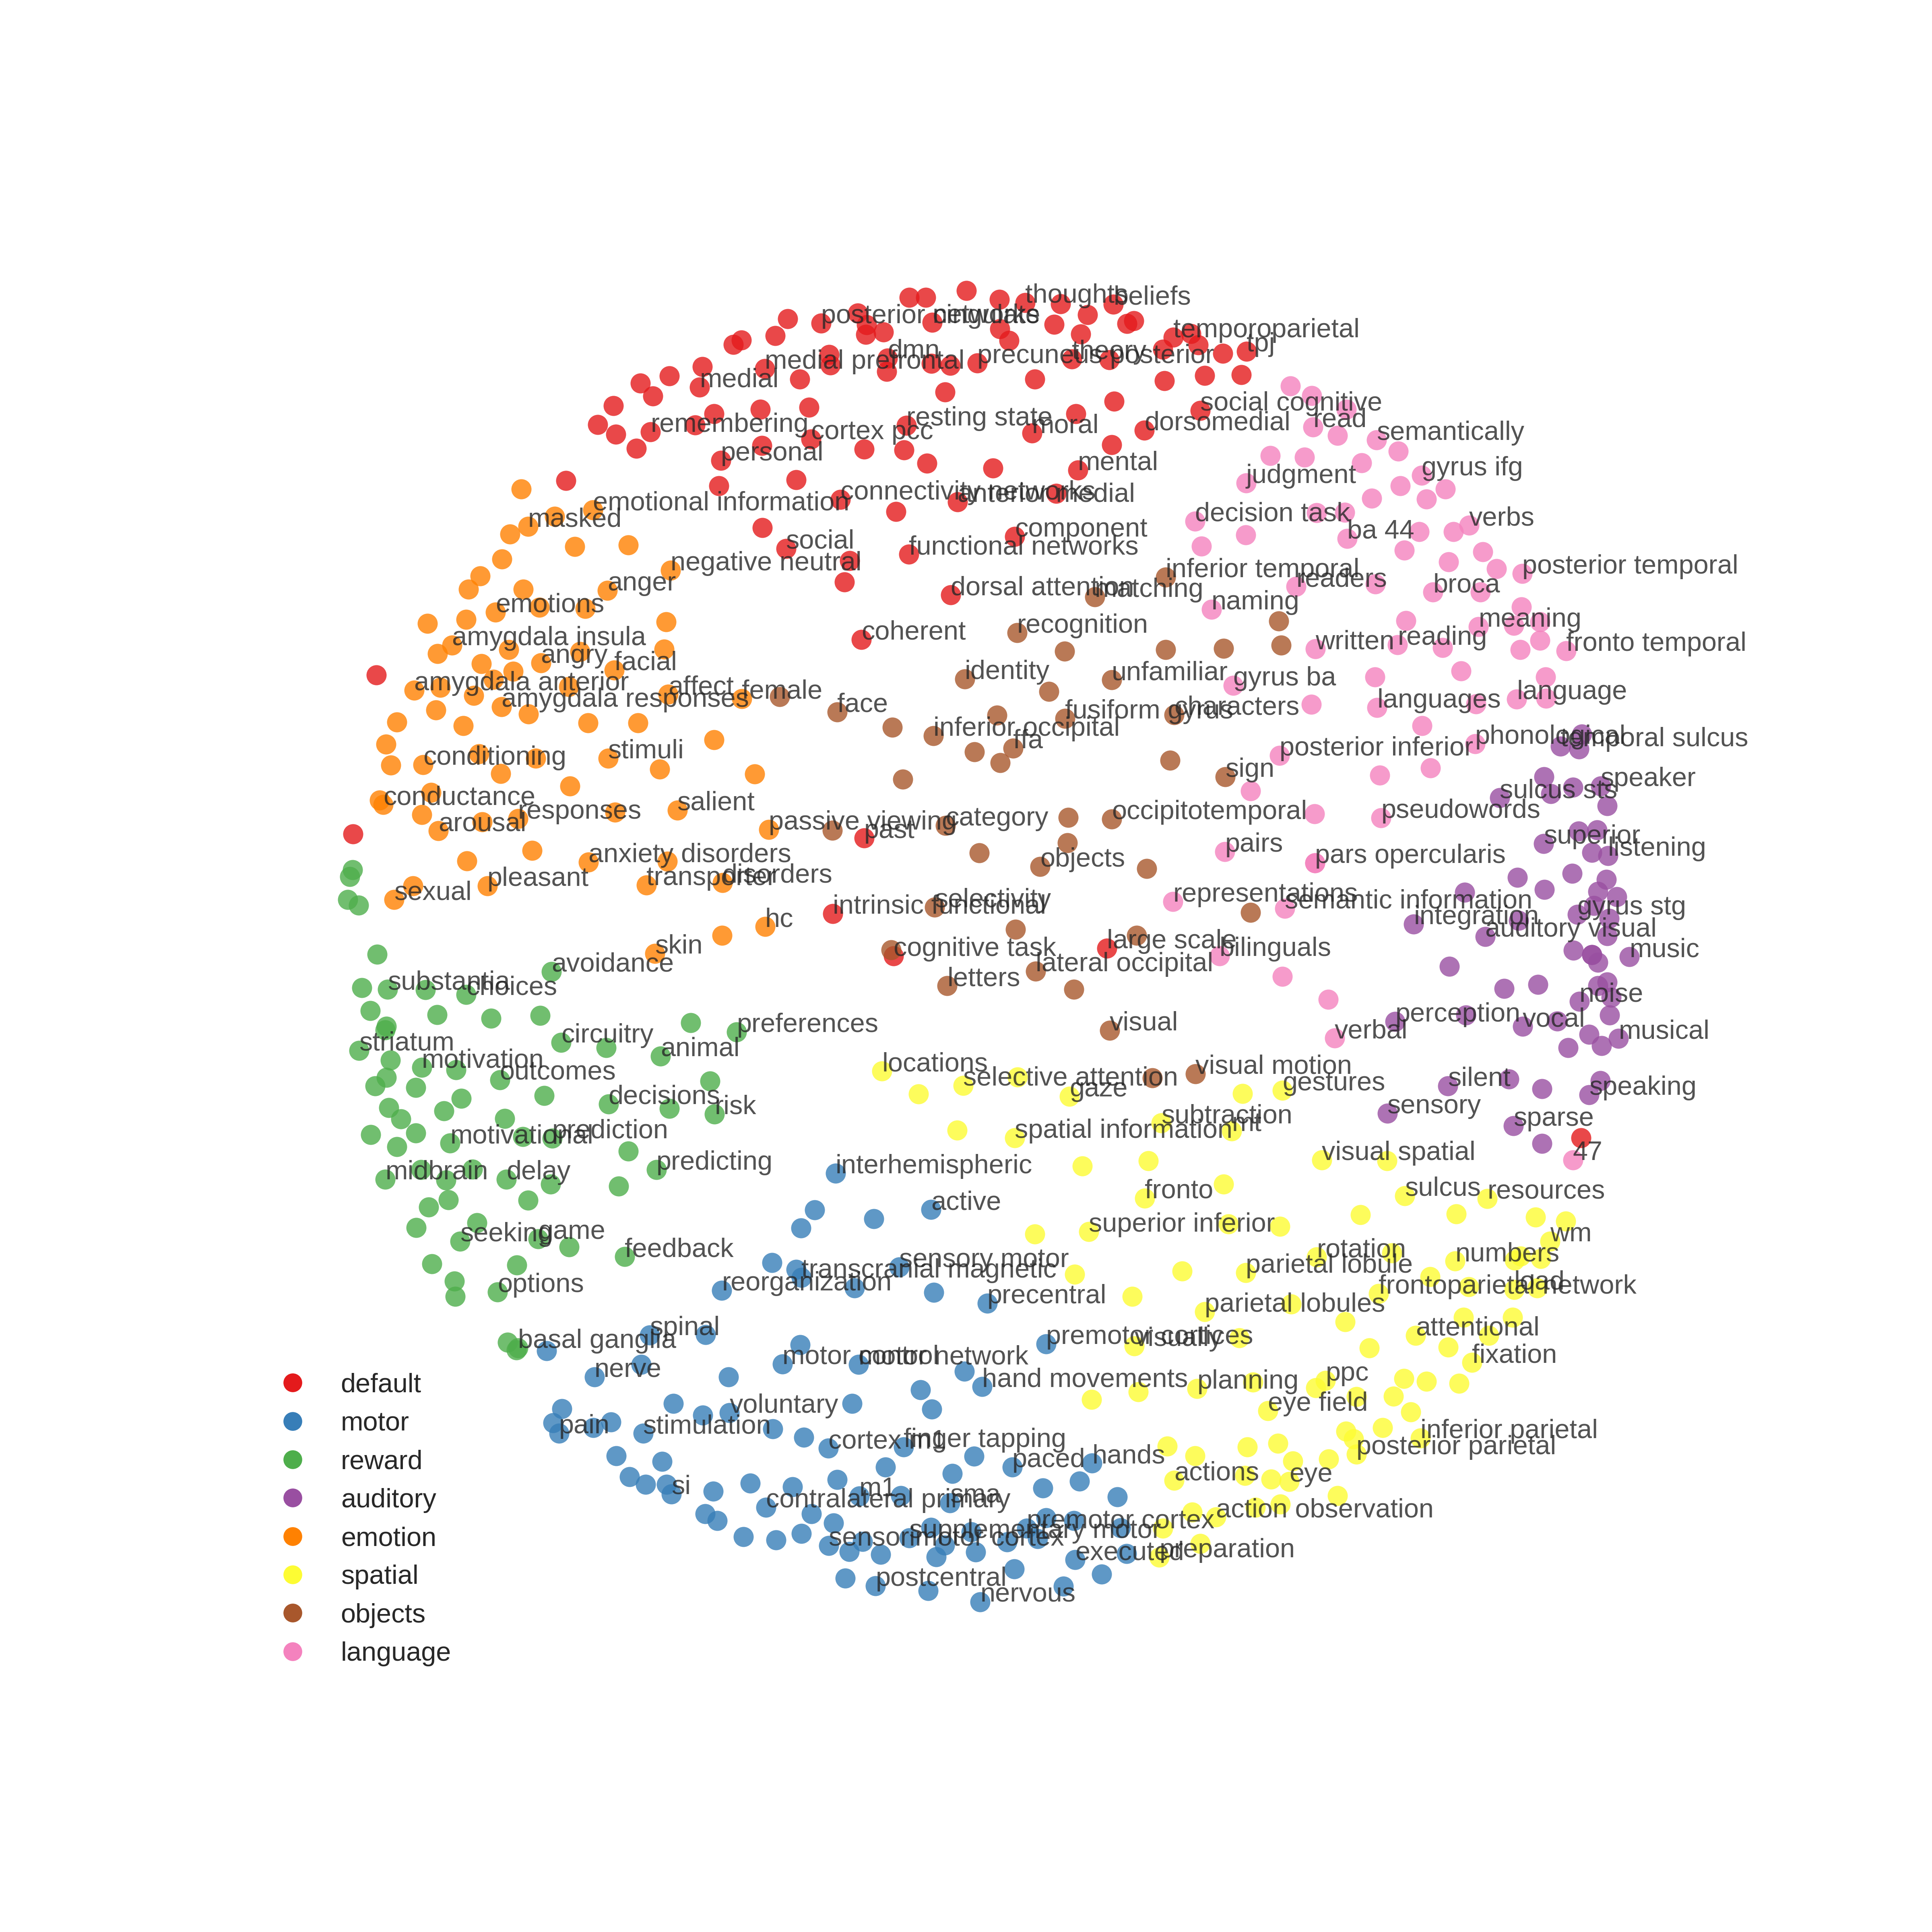 thoughts
beliefs
posterior cingulate
networks
temporoparietal
tpj
dmn
theory
medial prefrontal
precuneus posterior
medial
social cognitive
resting state
read
remembering
cortex pcc
moral
dorsomedial
semantically
personal
mental
gyrus ifg
judgment
connectivity networks
anterior medial
emotional information
masked
decision task
verbs
component
ba 44
social
functional networks
negative neutral
inferior temporal
posterior temporal
readers
anger
dorsal attention
matching
broca
emotions
naming
meaning
recognition
coherent
amygdala insula
written
reading
fronto temporal
angry
facial
identity
unfamiliar
gyrus ba
amygdala anterior
affect
female
language
amygdala responses
face
fusiform gyrus
characters
languages
inferior occipital
phonological
temporal sulcus
ffa
stimuli
conditioning
posterior inferior
sign
speaker
sulcus sts
conductance
salient
responses
occipitotemporal
pseudowords
arousal
passive viewing
past
category
superior
pairs
listening
anxiety disorders
objects
pars opercularis
pleasant
transporter
disorders
sexual
representations
semantic information
intrinsic functional
selectivity
gyrus stg
hc
integration
auditory visual
skin
cognitive task
large scale
bilinguals
music
avoidance
lateral occipital
substantia
choices
letters
noise
preferences
visual
perception
vocal
circuitry
verbal
musical
striatum
animal
motivation
outcomes
locations
selective attention
visual motion
gaze
gestures
silent
speaking
decisions
risk
sensory
subtraction
mt
sparse
motivational
prediction
spatial information
47
visual spatial
predicting
interhemispheric
midbrain
delay
fronto
sulcus
resources
active
superior inferior
seeking
game
wm
feedback
rotation
numbers
sensory motor
transcranial magnetic
parietal lobule
options
reorganization
frontoparietal network
load
precentral
parietal lobules
spinal
attentional
basal ganglia
premotor cortices
visually
motor control
motor network
fixation
nerve
hand movements
planning
ppc
voluntary
eye field
pain
stimulation
cortex m1
finger tapping
inferior parietal
posterior parietal
paced
hands
actions
eye
si
m1
sma
contralateral primary
action observation
premotor cortex
supplementary motor
sensorimotor cortex
executed
preparation
postcentral
nervous
default
motor
reward
auditory
emotion
spatial
objects
language